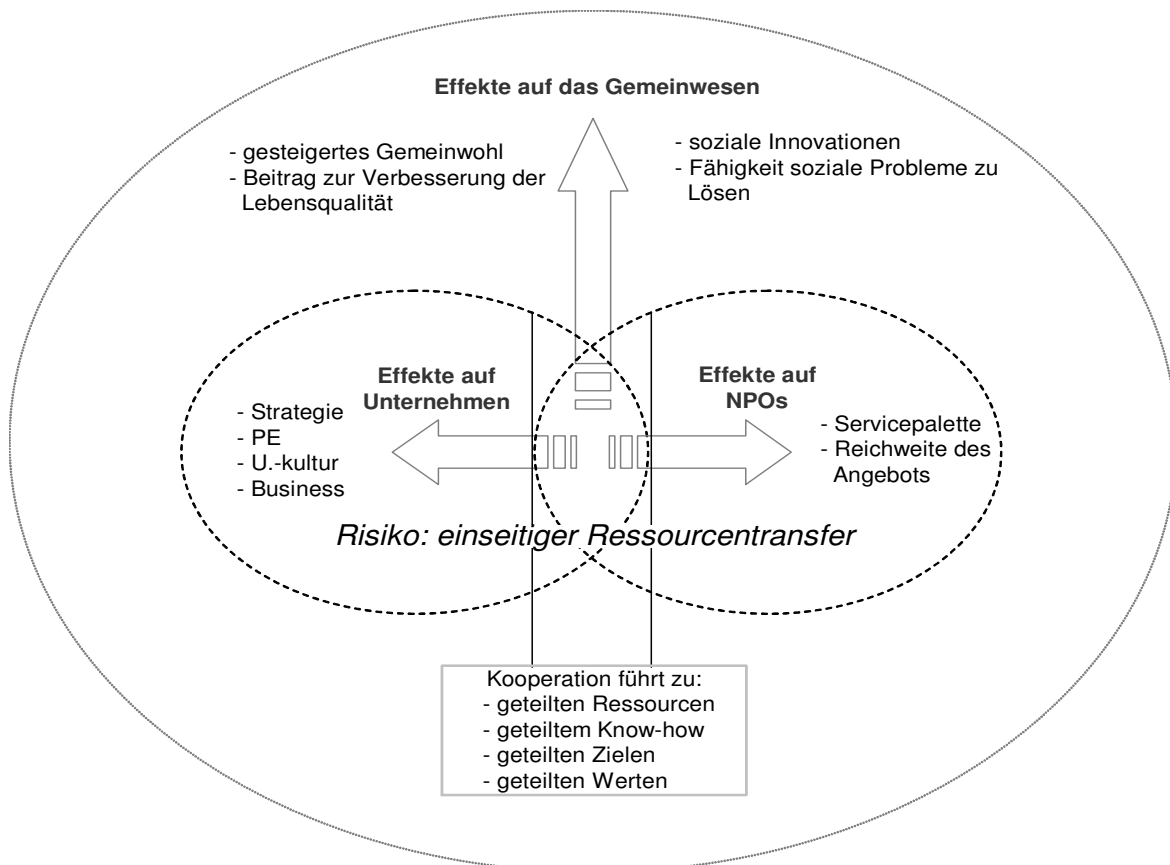 Effekte auf das Gemeinwesen
- gesteigertes Gemeinwohl
- Beitrag zur Verbesserung der
Lebensqualität
- soziale Innovationen
- Fähigkeit soziale Probleme zu
Lösen
Effekte auf
Unternehmen
- Strategie
- PE
- U.-kultur
- Business
Effekte auf
NPOs
- Servicepalette
- Reichweite des
Angebots
Risiko: einseitiger Ressourcentransfer
Kooperation führt zu:
- geteilten Ressourcen
- geteiltem Know-how
- geteilten Zielen
- geteilten Werten